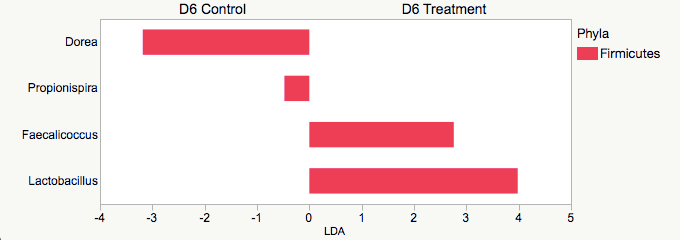 D6 Control D6 Treatment
Phyla
Firmicutes
Dorea
Propionispira
Faecalicoccus
Lactobacillus
-4 -3 -2 -1 0 1 2 3 4 5
LDA